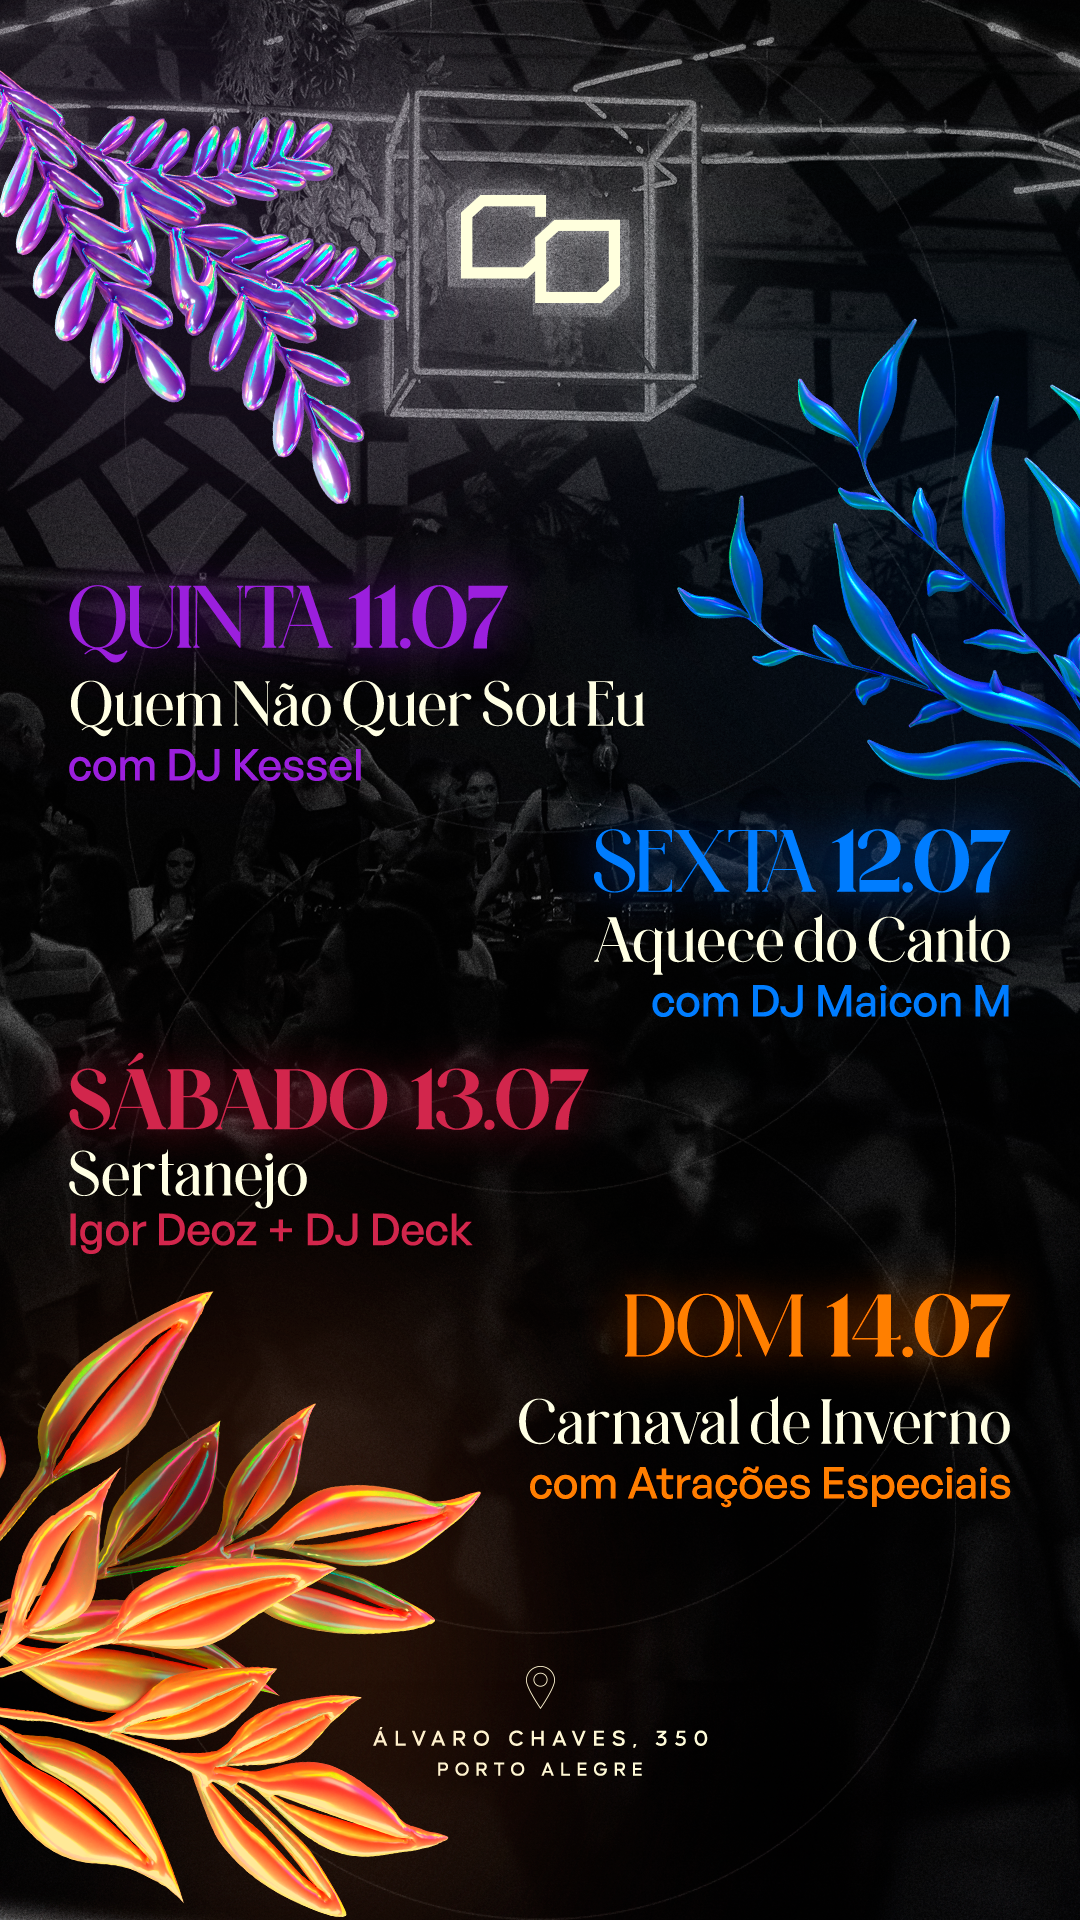 QUINTA 11.07
Quem Não Quer Sou Eu
com DJ Kessel
SEXTA 12.07
Aquece do Canto
com DJ Maicon M
SÁBADO 13.07
Sertanejo
Igor Deoz + DJ Deck
DOM 14.07
Carnaval de Inverno
com Atrações Especiais
ÁLVARO CHAVES, 350
PORTO ALEGRE